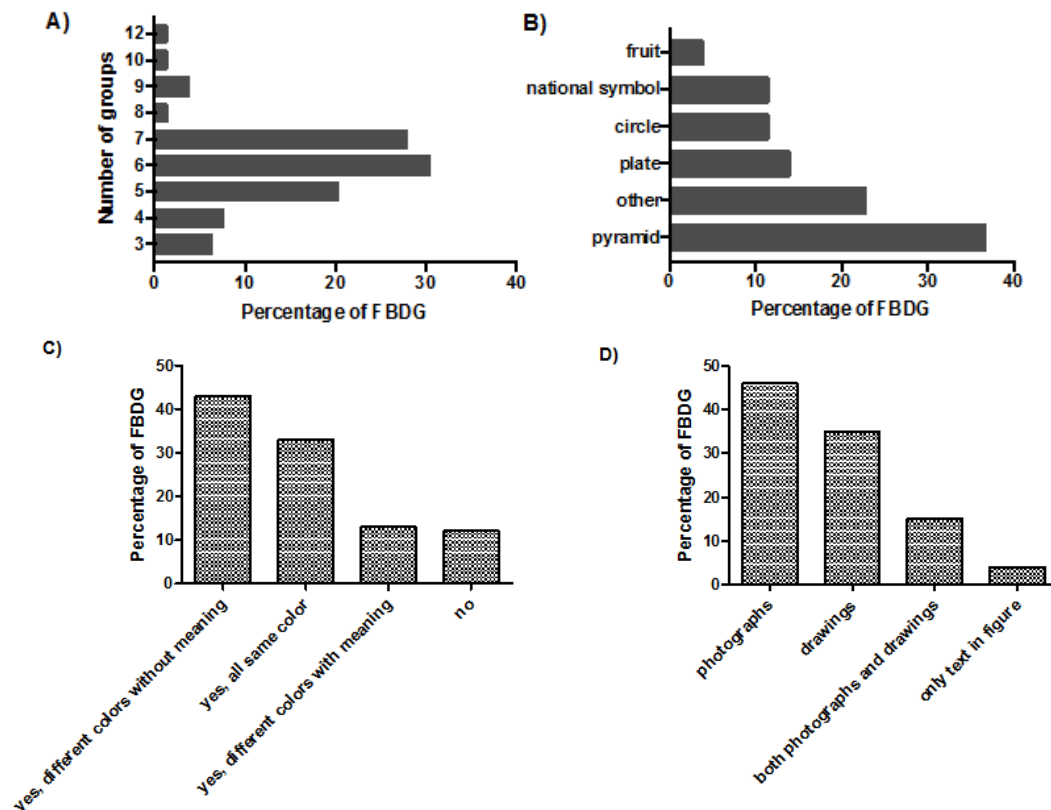 A)
Number of groups
12
10
9
8
7
6
5
4
3
0
10
20
30
40
Percentage of FBDG
B)
fruit
national symbol
circle
plate
other
pyramid
0
10
20
30
40
Percentage of FBDG
C)
Percentage of FBDG
50
40
30
20
10
0
yes, different colors without meaning
yes, all same color
yes, different colors with meaning
no
D)
Percentage of FBDG
50
40
30
20
10
0
photographs
drawings
both photographs and drawings
only text in figure